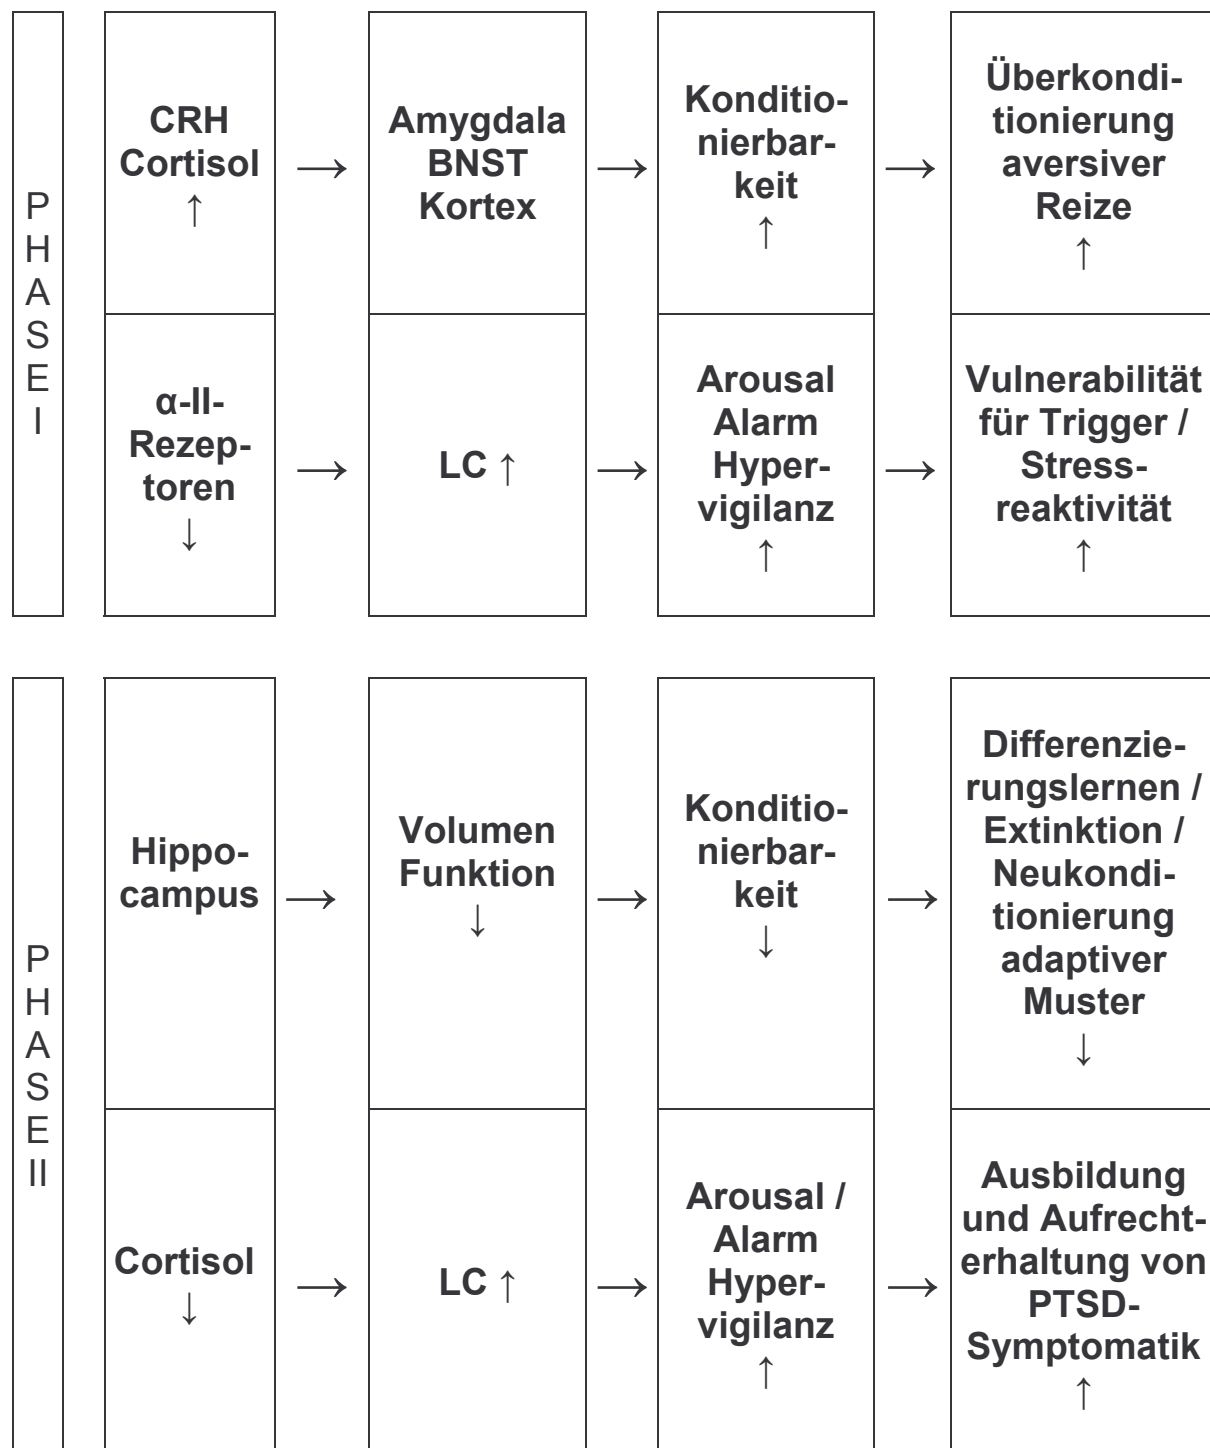 PHASE I
CRH
Cortisol
↑
→
Amygdala
BNST
Kortex
→
Konditio-
nierbar-
keit
↑
→
Überkondi-
tionierung
aversiver
Reize
↑
α-II-
Rezep-
toren
↓
→
LC ↑
→
Arousal
Alarm
Hyper-
vigilanz
↑
→
Vulnerabilität
für Trigger /
Stress-
reaktivität
↑
PHASE II
Hippo-
campus
→
Volumen
Funktion
↓
→
Konditio-
nierbar-
keit
↓
→
Differenzie-
rungslernen /
Extinktion /
Neukondi-
tionierung
adaptiver
Muster
↓
Cortisol
↓
→
LC ↑
→
Arousal /
Alarm
Hyper-
vigilanz
↑
→
Ausbildung
und Aufrecht-
erhaltung von
PTSD-
Symptomatik
↑